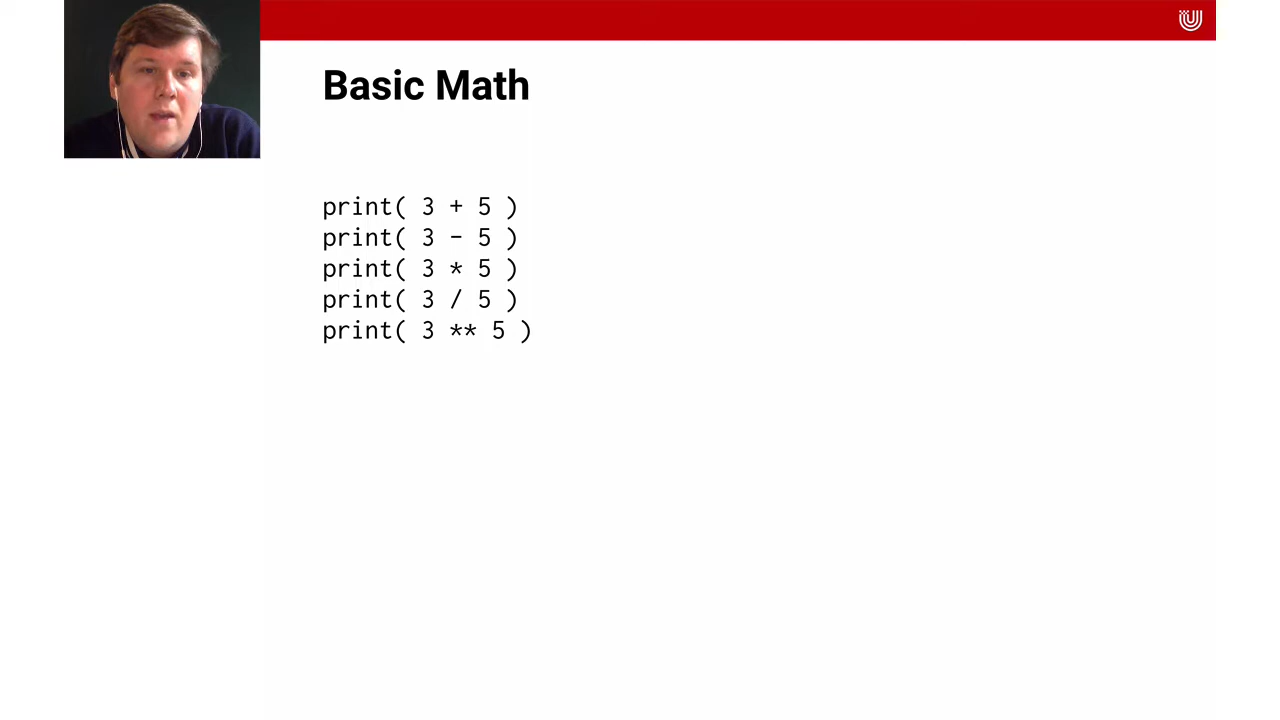 Basic Math
print( 3 + 5 )
print( 3 - 5 )
print( 3 * 5 )
print( 3 / 5 )
print( 3 ** 5 )